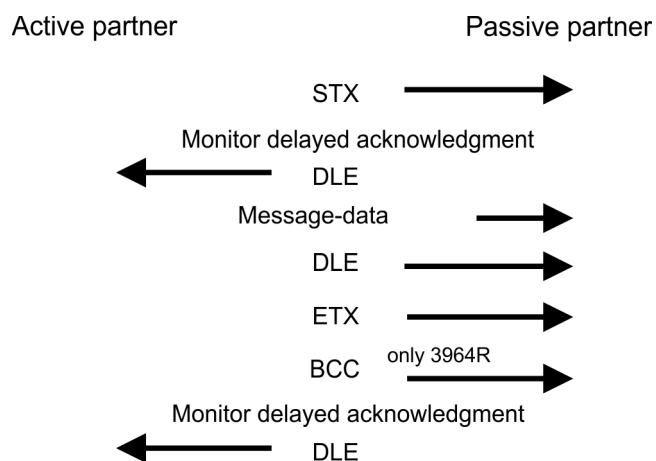 Active partner Passive partner
STX
Monitor delayed acknowledgment
DLE
Message-data
DLE
ETX
BCC only 3964R
Monitor delayed acknowledgment
DLE